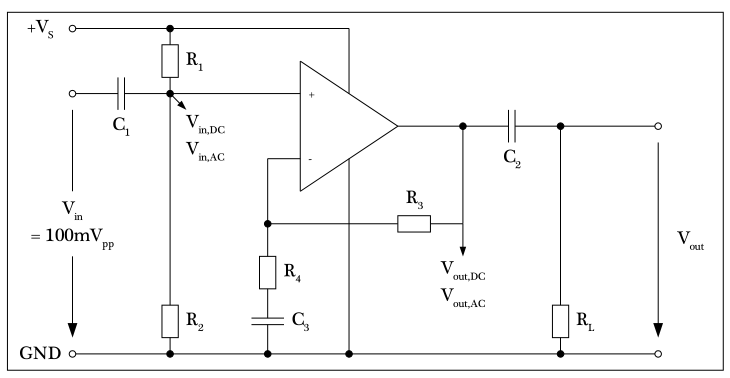 +V_S
R_1
C_1
V_in,DC
V_in,AC
+
-
C_2
R_3
V_in
= 100mV_pp
V_out
R_4
V_out,DC
V_out,AC
C_3
R_2
R_L
GND